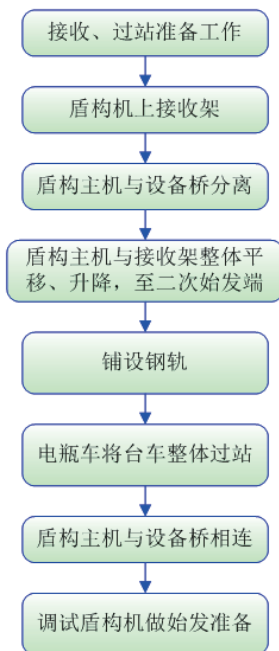 接收、过站准备工作
盾构机上接收架
盾构主机与设备桥分离
盾构主机与接收架整体平
移、升降，至二次始发端
铺设钢轨
电瓶车将台车整体过站
盾构主机与设备桥相连
调试盾构机做始发准备